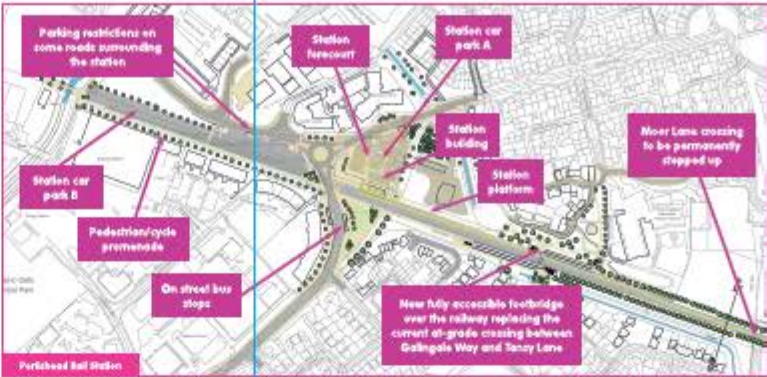 Parking restrictions on
some roads surrounding
the station
Station
forecourt
Station car
park A
Station
building
Station
platform
Moor Lane crossing
to be permanently
stopped up
Station car
park B
Pedestrian/cycle
promenade
On street bus
stops
New fully accessible footbridge
over the railway replacing the
current at-grade crossing between
Galingale Way and Tansy Lane
Portishead Rail Station